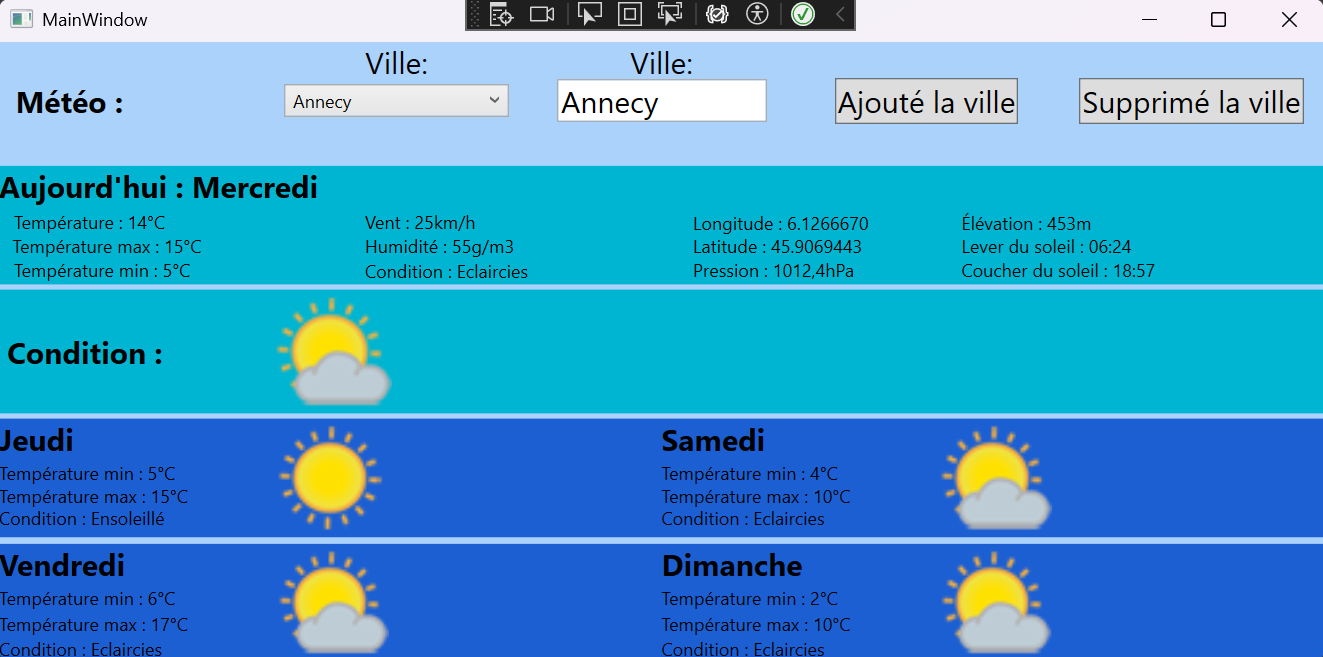 MainWindow
Ville:
Ville:
Météo :
Annecy
Annecy
Ajouté la ville
Supprimé la ville
Aujourd'hui : Mercredi
Température : 14°C
Température max : 15°C
Température min : 5°C
Vent : 25km/h
Humidité : 55g/m3
Condition : Eclaircies
Longitude : 6.1266670
Latitude : 45.9069443
Pression : 1012,4hPa
Élévation : 453m
Lever du soleil : 06:24
Coucher du soleil : 18:57
Condition :
Jeudi
Température min : 5°C
Température max : 15°C
Condition : Ensoleillé
Samedi
Température min : 4°C
Température max : 10°C
Condition : Eclaircies
Vendredi
Température min : 6°C
Température max : 17°C
Condition : Eclaircies
Dimanche
Température min : 2°C
Température max : 10°C
Condition : Eclaircies